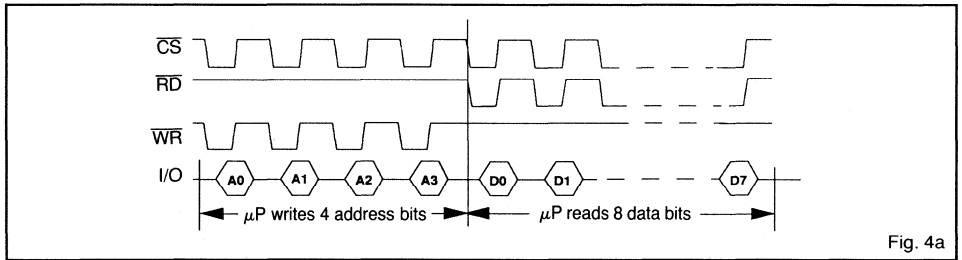 CS
RD
WR
I/O A0 A1 A2 A3 D0 D1 D7
µP writes 4 address bits µP reads 8 data bits
Fig. 4a